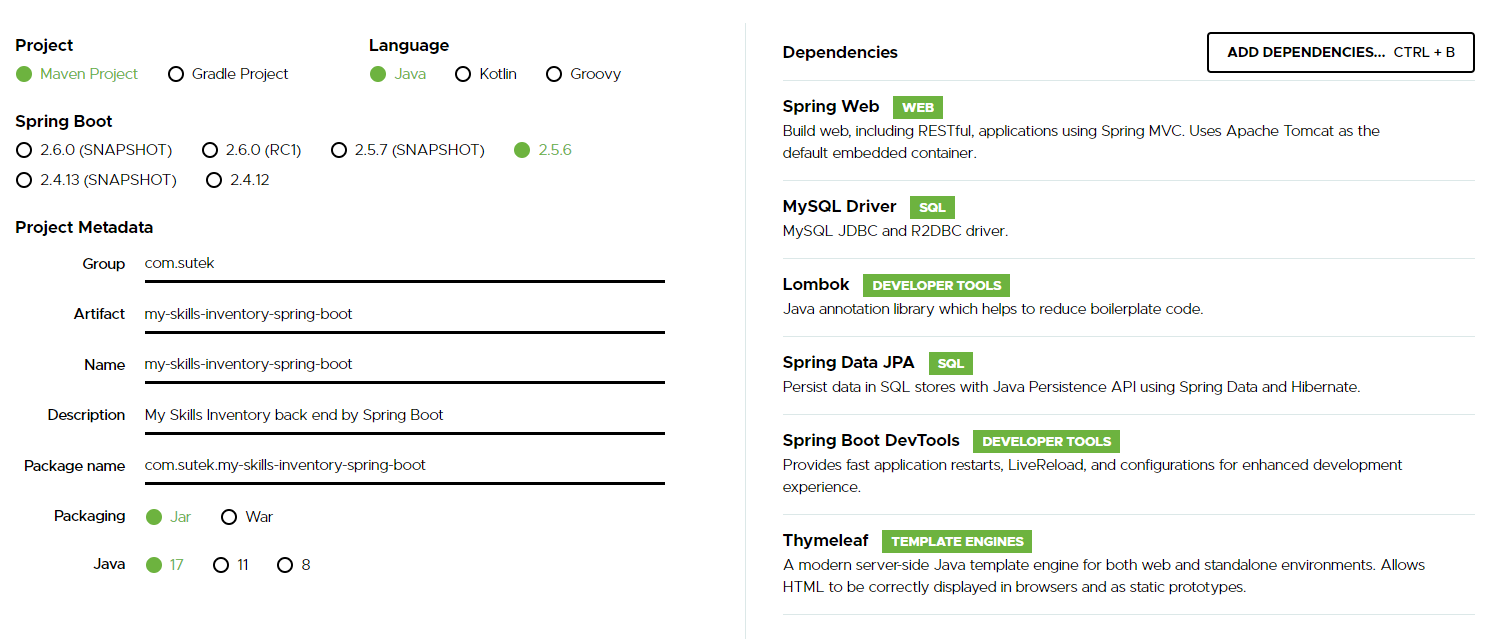 Project
Maven Project Gradle Project
Language
Java Kotlin Groovy
Spring Boot
2.6.0 (SNAPSHOT) 2.6.0 (RC1) 2.5.7 (SNAPSHOT) 2.5.6
2.4.13 (SNAPSHOT) 2.4.12
Project Metadata
Group com.sutek
Artifact my-skills-inventory-spring-boot
Name my-skills-inventory-spring-boot
Description My Skills Inventory back end by Spring Boot
Package name com.sutek.my-skills-inventory-spring-boot
Packaging Jar War
Java 17 11 8
Dependencies ADD DEPENDENCIES... CTRL + B
Spring Web WEB
Build web, including RESTful, applications using Spring MVC. Uses Apache Tomcat as the
default embedded container.
MySQL Driver SQL
MySQL JDBC and R2DBC driver.
Lombok DEVELOPER TOOLS
Java annotation library which helps to reduce boilerplate code.
Spring Data JPA SQL
Persist data in SQL stores with Java Persistence API using Spring Data and Hibernate.
Spring Boot DevTools DEVELOPER TOOLS
Provides fast application restarts, LiveReload, and configurations for enhanced development
experience.
Thymeleaf TEMPLATE ENGINES
A modern server-side Java template engine for both web and standalone environments. Allows
HTML to be correctly displayed in browsers and as static prototypes.